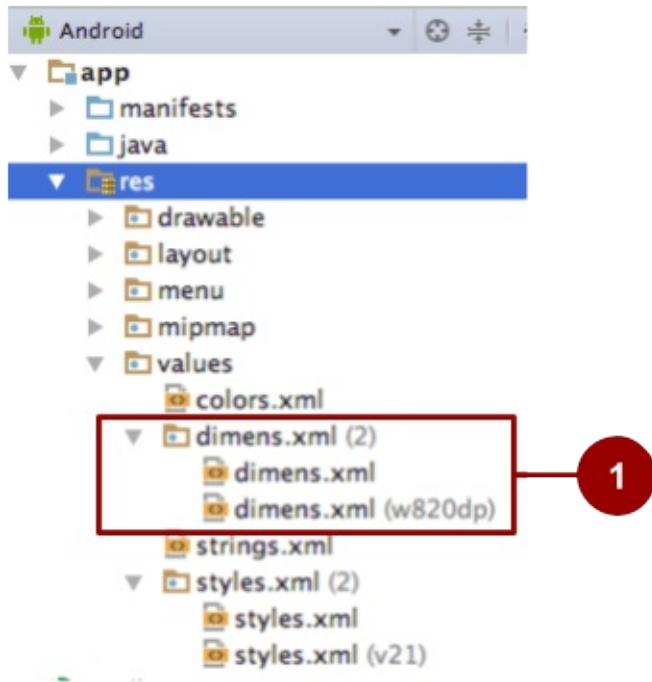 Android
app
manifests
java
res
drawable
layout
menu
mipmap
values
colors.xml
dimens.xml (2)
dimens.xml
dimens.xml (w820dp)
1
strings.xml
styles.xml (2)
styles.xml
styles.xml (v21)